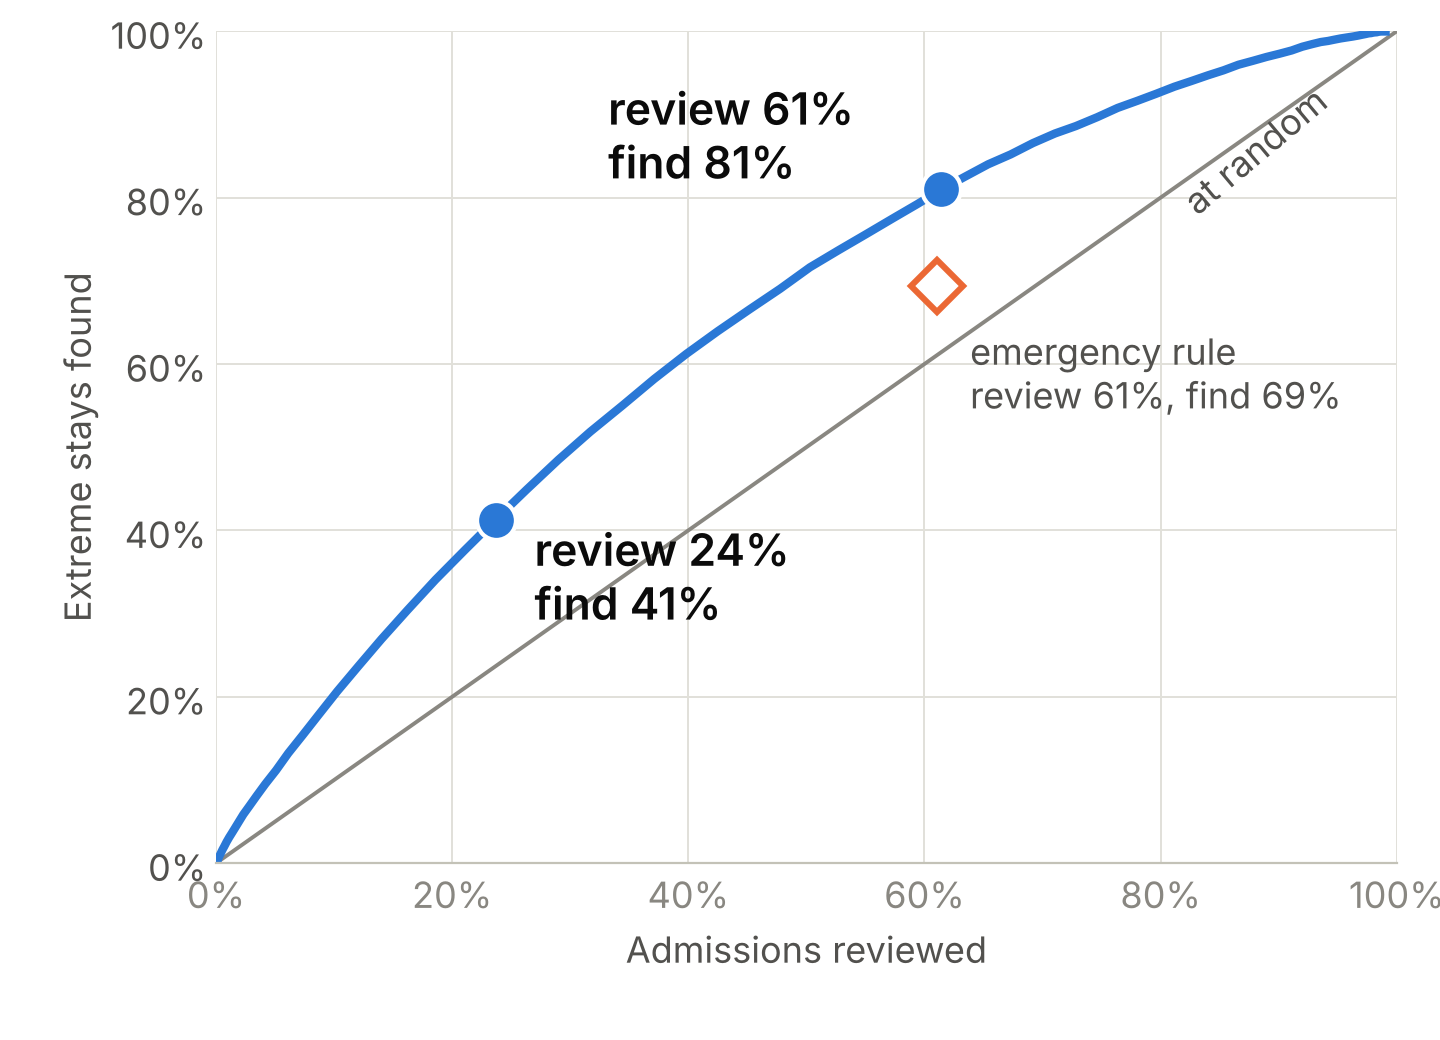 100%
80%
60%
40%
20%
0%
Extreme stays found
review 61%
find 81%
at random
emergency rule
review 61%, find 69%
review 24%
find 41%
0%
20%
40%
60%
80%
100%
Admissions reviewed